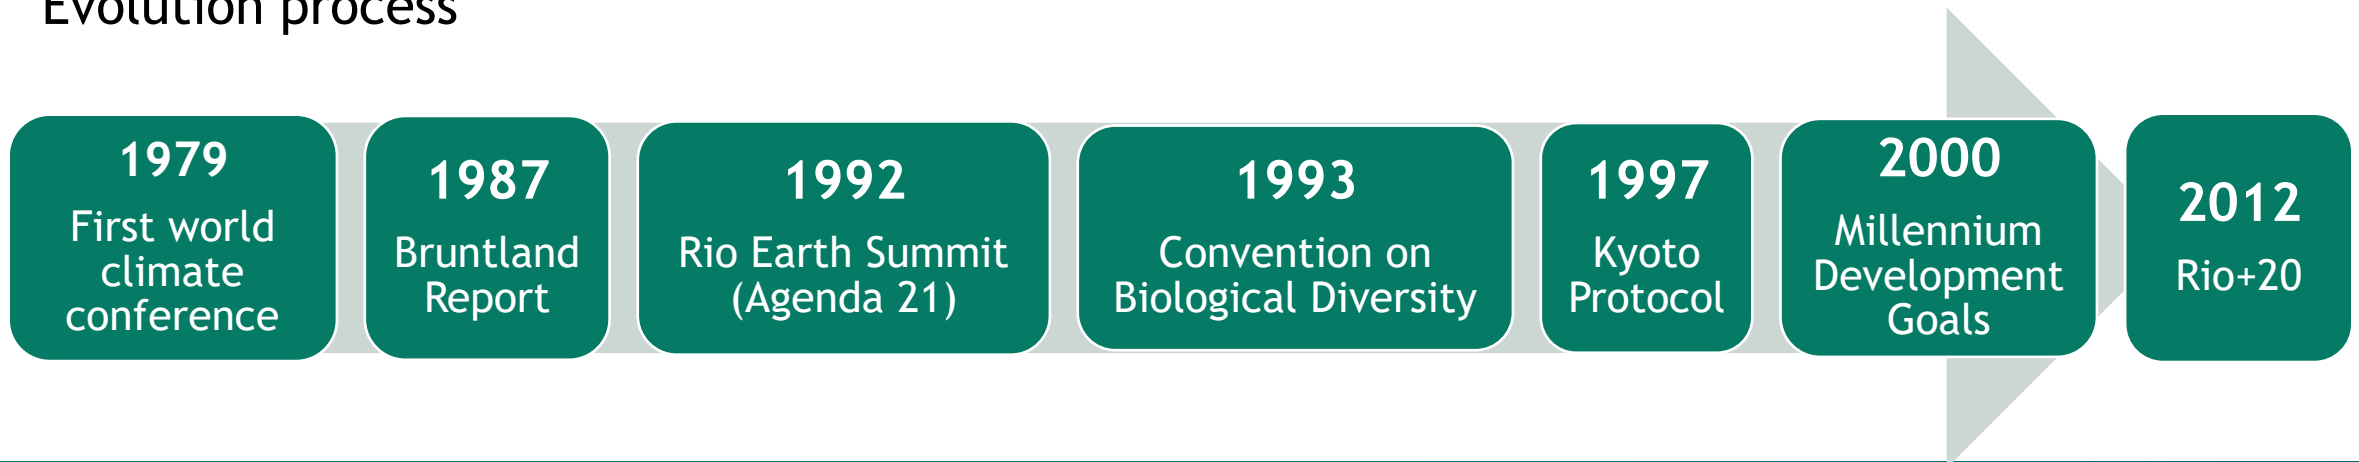 Evolution process
1979
First world
climate
conference
1987
Bruntland
Report
1992
Rio Earth Summit
(Agenda 21)
1993
Convention on
Biological Diversity
1997
Kyoto
Protocol
2000
Millennium
Development
Goals
2012
Rio+20